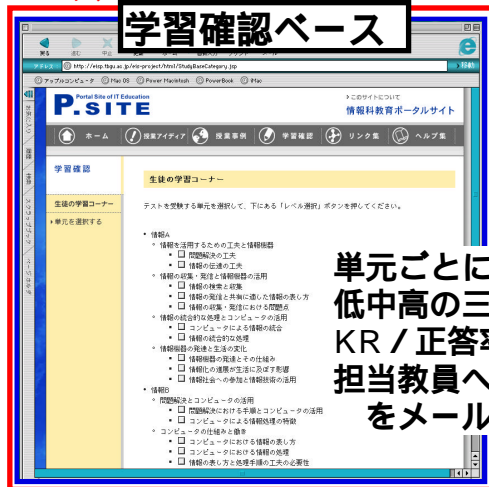 学習確認ベース
戻る 進む 中止
アドレス http://eisp.tbgu.ac.jp/eis-project/html/StudyBaseCategory.jsp 移動
アップルコンピュータ Mac OS Power Macintosh PowerBook iMac
Portal Site of IT Education
P.SITE
このサイトについて
情報科教育ポータルサイト
ホーム 授業アイディア 授業事例 学習確認 リンク集 ヘルプ集
学習確認
生徒の学習コーナー
生徒の学習コーナー
単元を選択する
テストを受験する単元を選択して、下にある「レベル選択」ボタンを押してください。
情報A
情報を活用するための工夫と情報機器
問題解決の工夫
情報の伝達の工夫
情報の収集・発信と情報機器の活用
情報の検索と収集
情報の発信と共有に適した情報の表し方
情報の収集・発信における問題点
情報の統合的な処理とコンピュータの活用
コンピュータによる情報の統合
情報の統合的な処理
情報機器の発達と生活の変化
情報機器の発達とその仕組み
情報化の進展が生活に及ぼす影響
情報社会への参加と情報技術の活用
情報B
問題解決とコンピュータの活用
問題解決における手順とコンピュータの活用
コンピュータによる情報処理の特徴
コンピュータの仕組みと働き
コンピュータにおける情報の表し方
コンピュータにおける情報の処理
情報の表し方と処理手順の工夫の必要性
単元ごとに
低中高の三
KR/正答率
担当教員へ
をメール